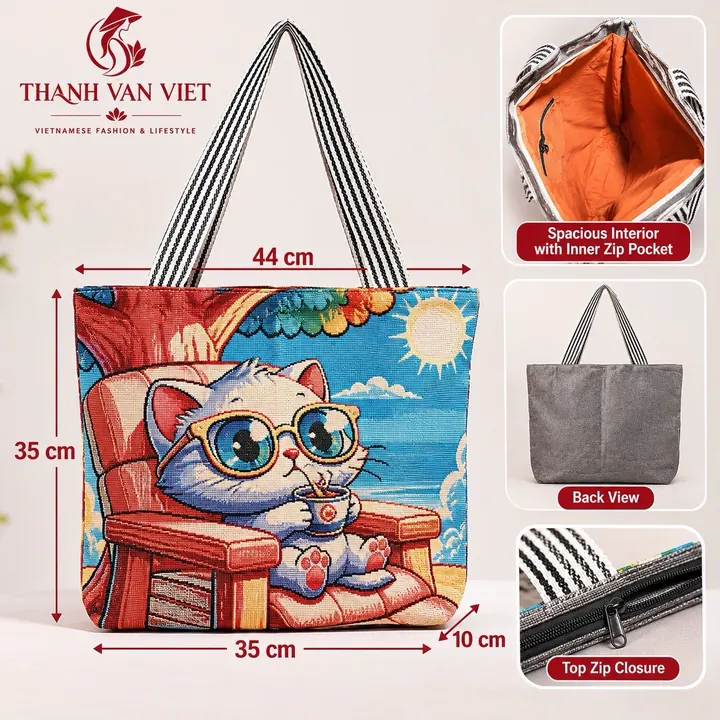 THANH VAN VIET
VIETNAMESE FASHION & LIFESTYLE
44 cm
35 cm
35 cm
10 cm
Spacious Interior
with Inner Zip Pocket
Back View
Top Zip Closure